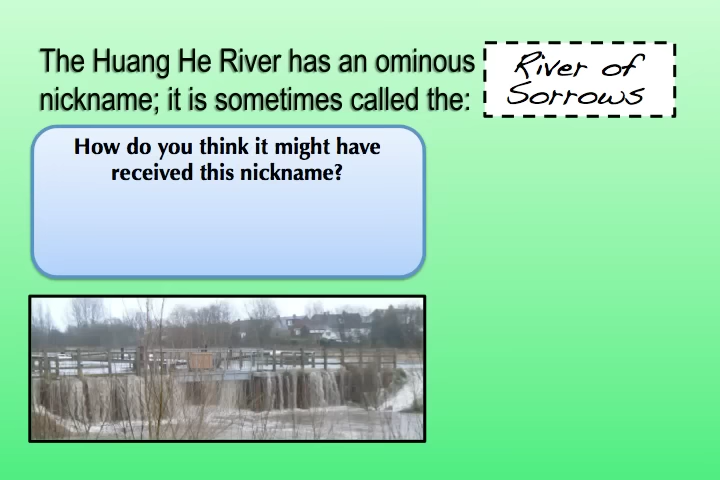 The Huang He River has an ominous
nickname; it is sometimes called the:
River of
Sorrows
How do you think it might have
received this nickname?